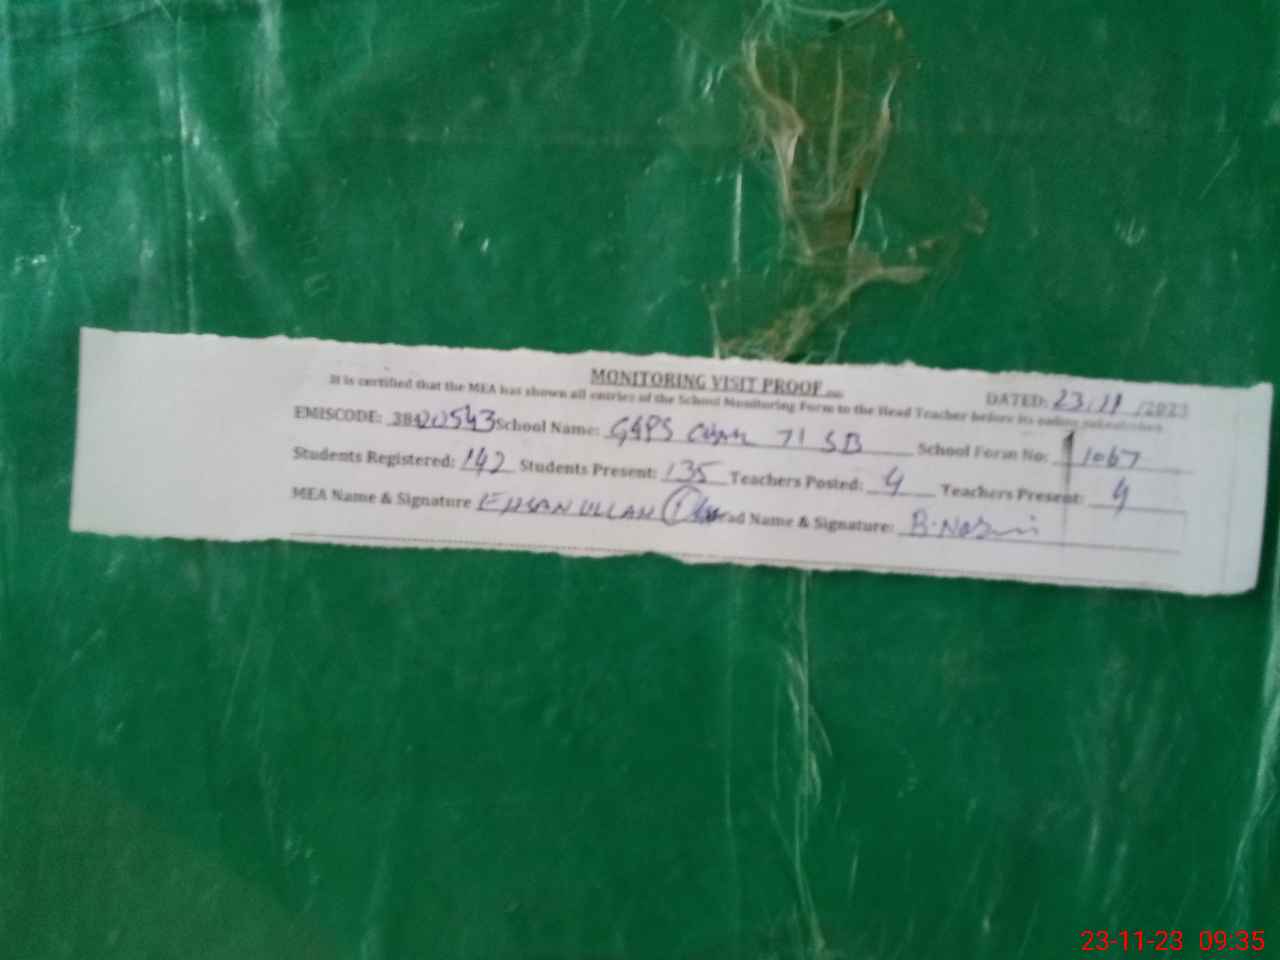 MONITORING VISIT PROOF
DATED: 23/11/2023
It is certified that the MEA has shown all entries of the School Monitoring Form to the Head Teacher before its online submission
EMISCODE: 38420543 School Name: GGPS 71 SB School Form No: 1067
Students Registered: 142 Students Present: 135 Teachers Posted: 4 Teachers Present: 4
MEA Name & Signature EHSAN ULLAH Head Name & Signature: B.
23-11-23 09:35